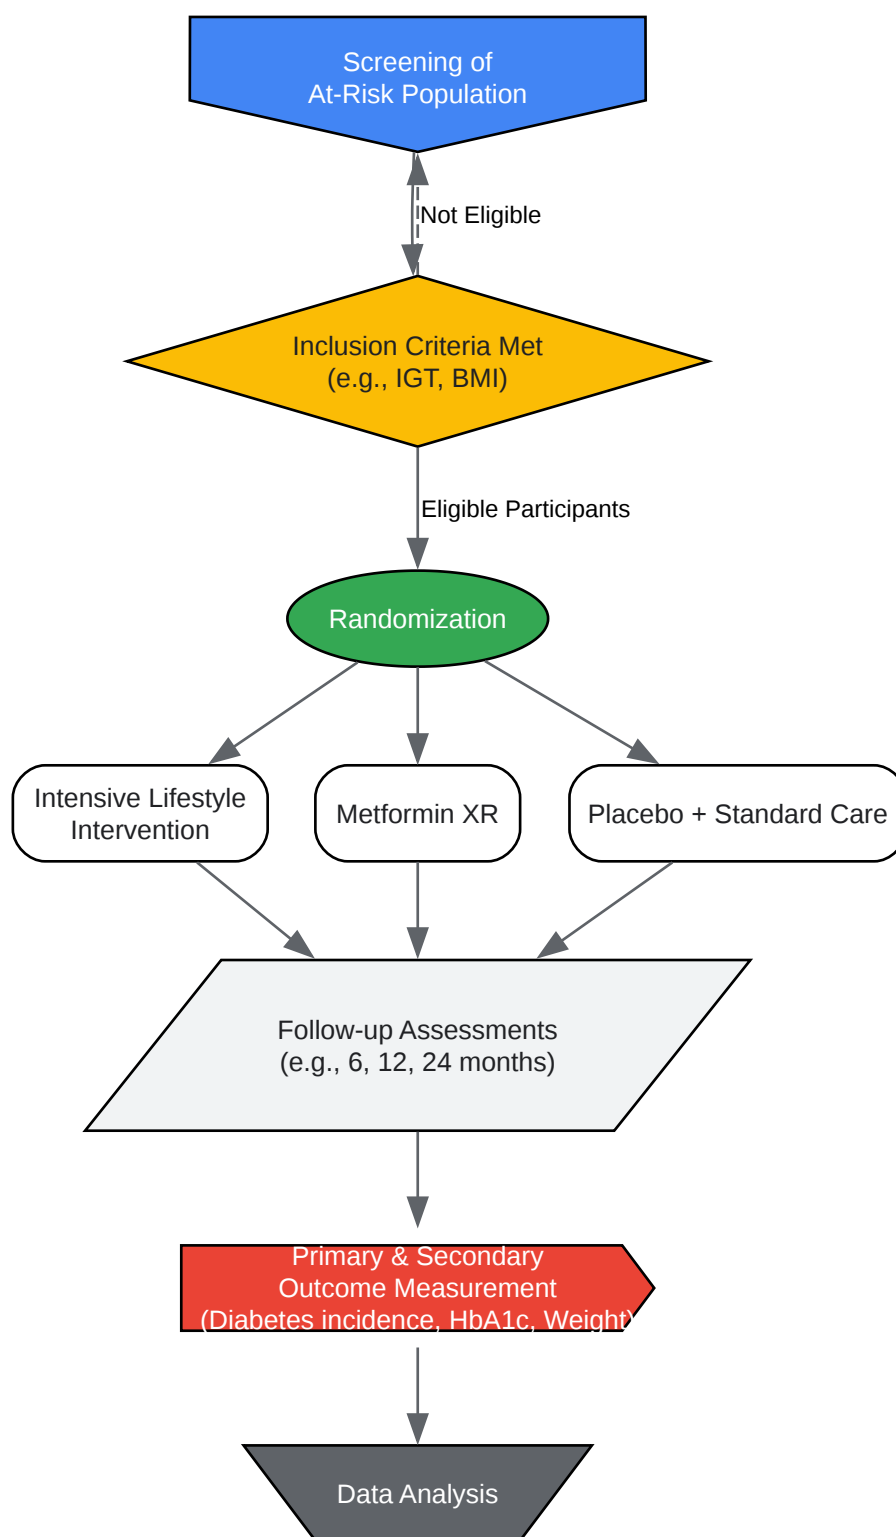 Screening of
At-Risk Population
Not Eligible
Inclusion Criteria Met
(e.g., IGT, BMI)
Eligible Participants
Randomization
Intensive Lifestyle
Intervention
Metformin XR
Placebo + Standard Care
Follow-up Assessments
(e.g., 6, 12, 24 months)
Primary & Secondary
Outcome Measurement
(Diabetes incidence, HbA1c, Weight)
Data Analysis